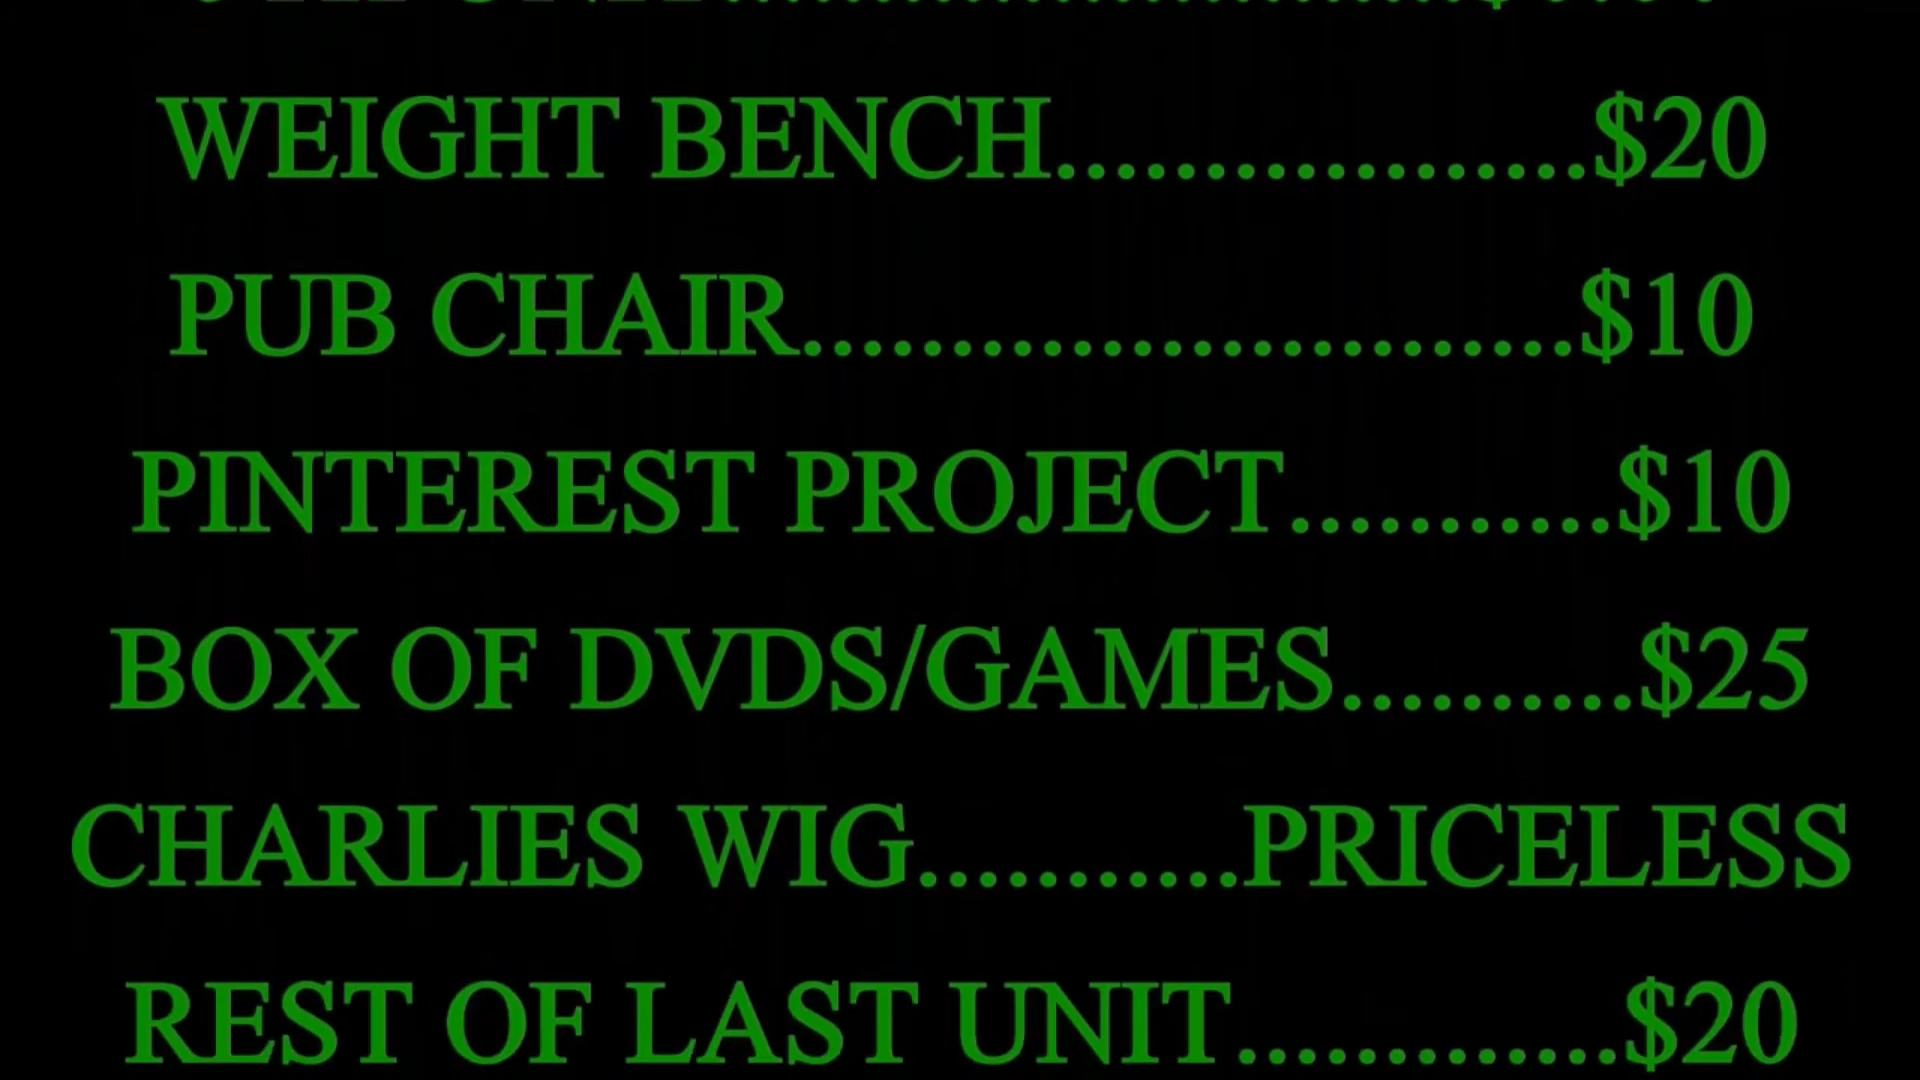 WEIGHT BENCH..................$20
PUB CHAIR..........................$10
PINTEREST PROJECT...........$10
BOX OF DVDS/GAMES..........$25
CHARLIES WIG...........PRICELESS
REST OF LAST UNIT.............$20